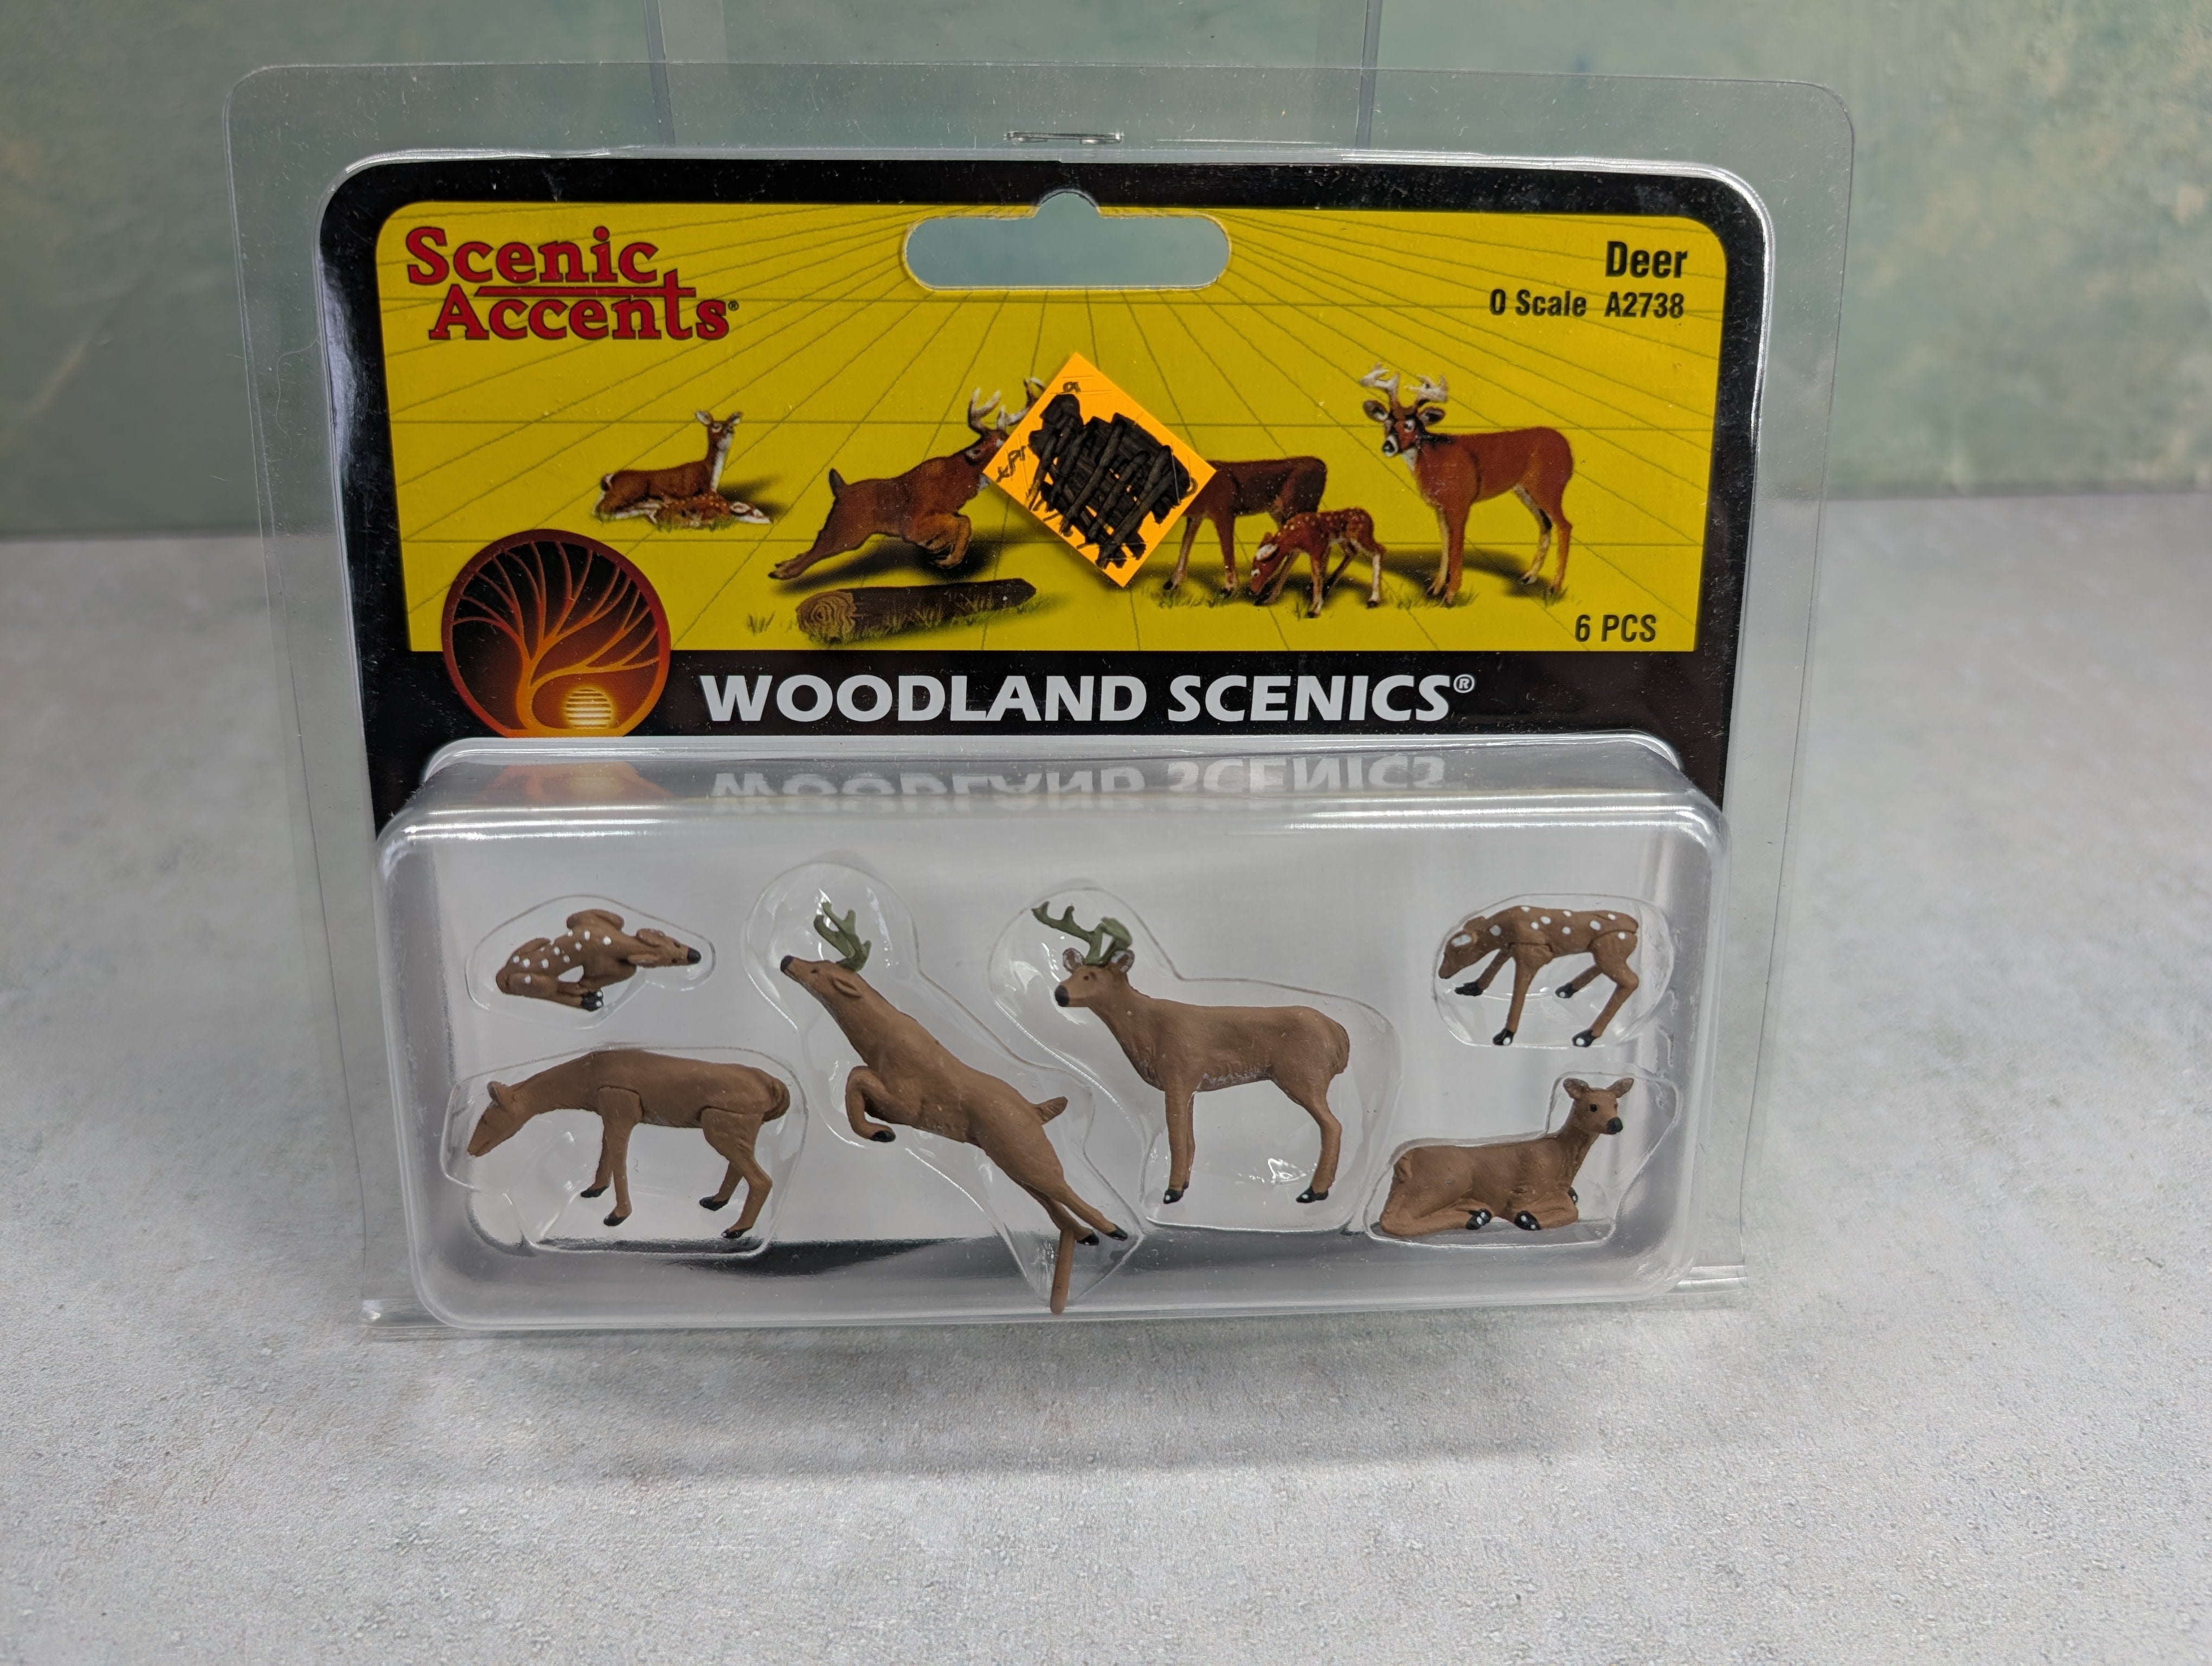 Scenic
Accents®
Deer
O Scale A2738
6 PCS
WOODLAND SCENICS®